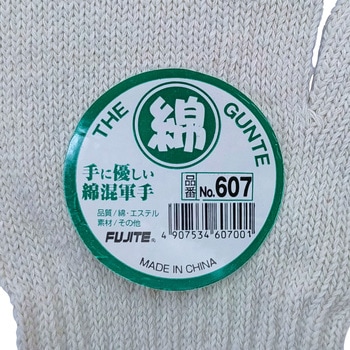 THE GUNTE
綿
手に優しい
綿混軍手
品番 No.607
品質/綿・エステル
素材/その他
FUJITE
4 907534 607001
MADE IN CHINA